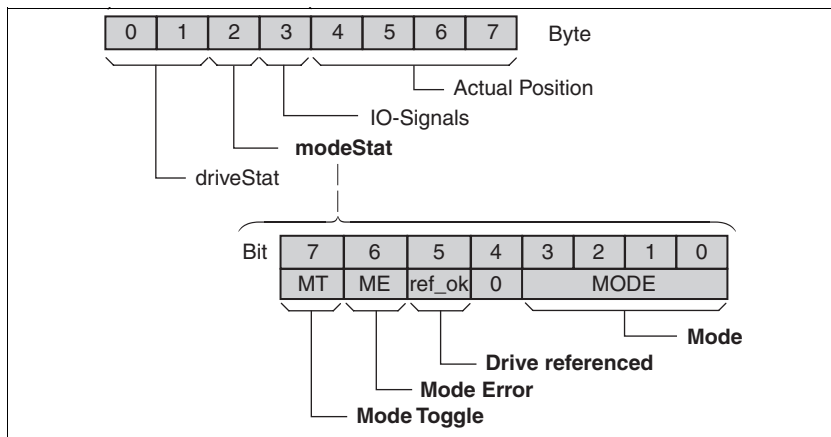 0 1 2 3 4 5 6 7 Byte
Actual Position
IO-Signals
modeStat
driveStat
Bit 7 6 5 4 3 2 1 0
MT ME ref_ok 0 MODE
Mode
Drive referenced
Mode Error
Mode Toggle